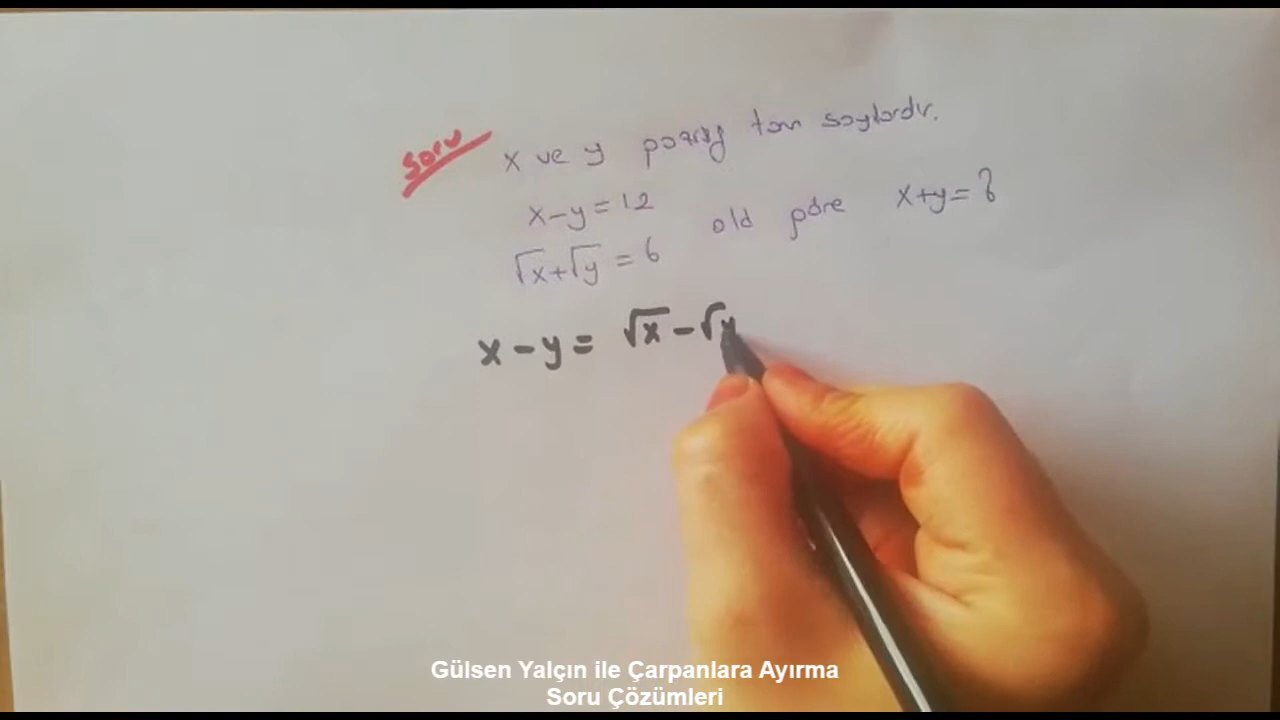 Soru
x ve y pozitif tam sayılardır.
x-y=12
√x+√y=6 old göre x+y=?
x-y= √x-√y
Gülsen Yalçın ile Çarpanlara Ayırma
Soru Çözümleri